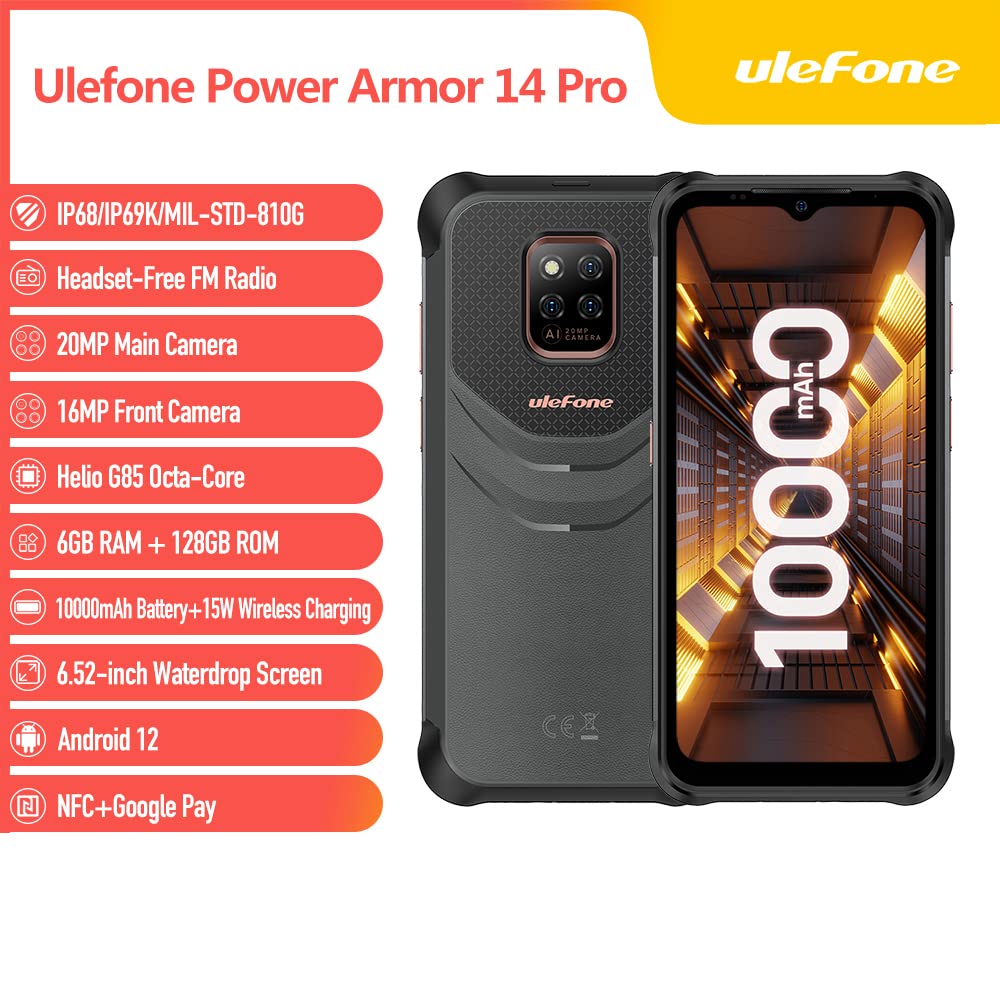 Ulefone Power Armor 14 Pro
uleFone
IP68/IP69K/MIL-STD-810G
Headset-Free FM Radio
20MP Main Camera
16MP Front Camera
Helio G85 Octa-Core
6GB RAM + 128GB ROM
10000mAh Battery+15W Wireless Charging
6.52-inch Waterdrop Screen
Android 12
NFC+Google Pay
AI 20MP
CAMERA
uleFone
CE
10000
mAh